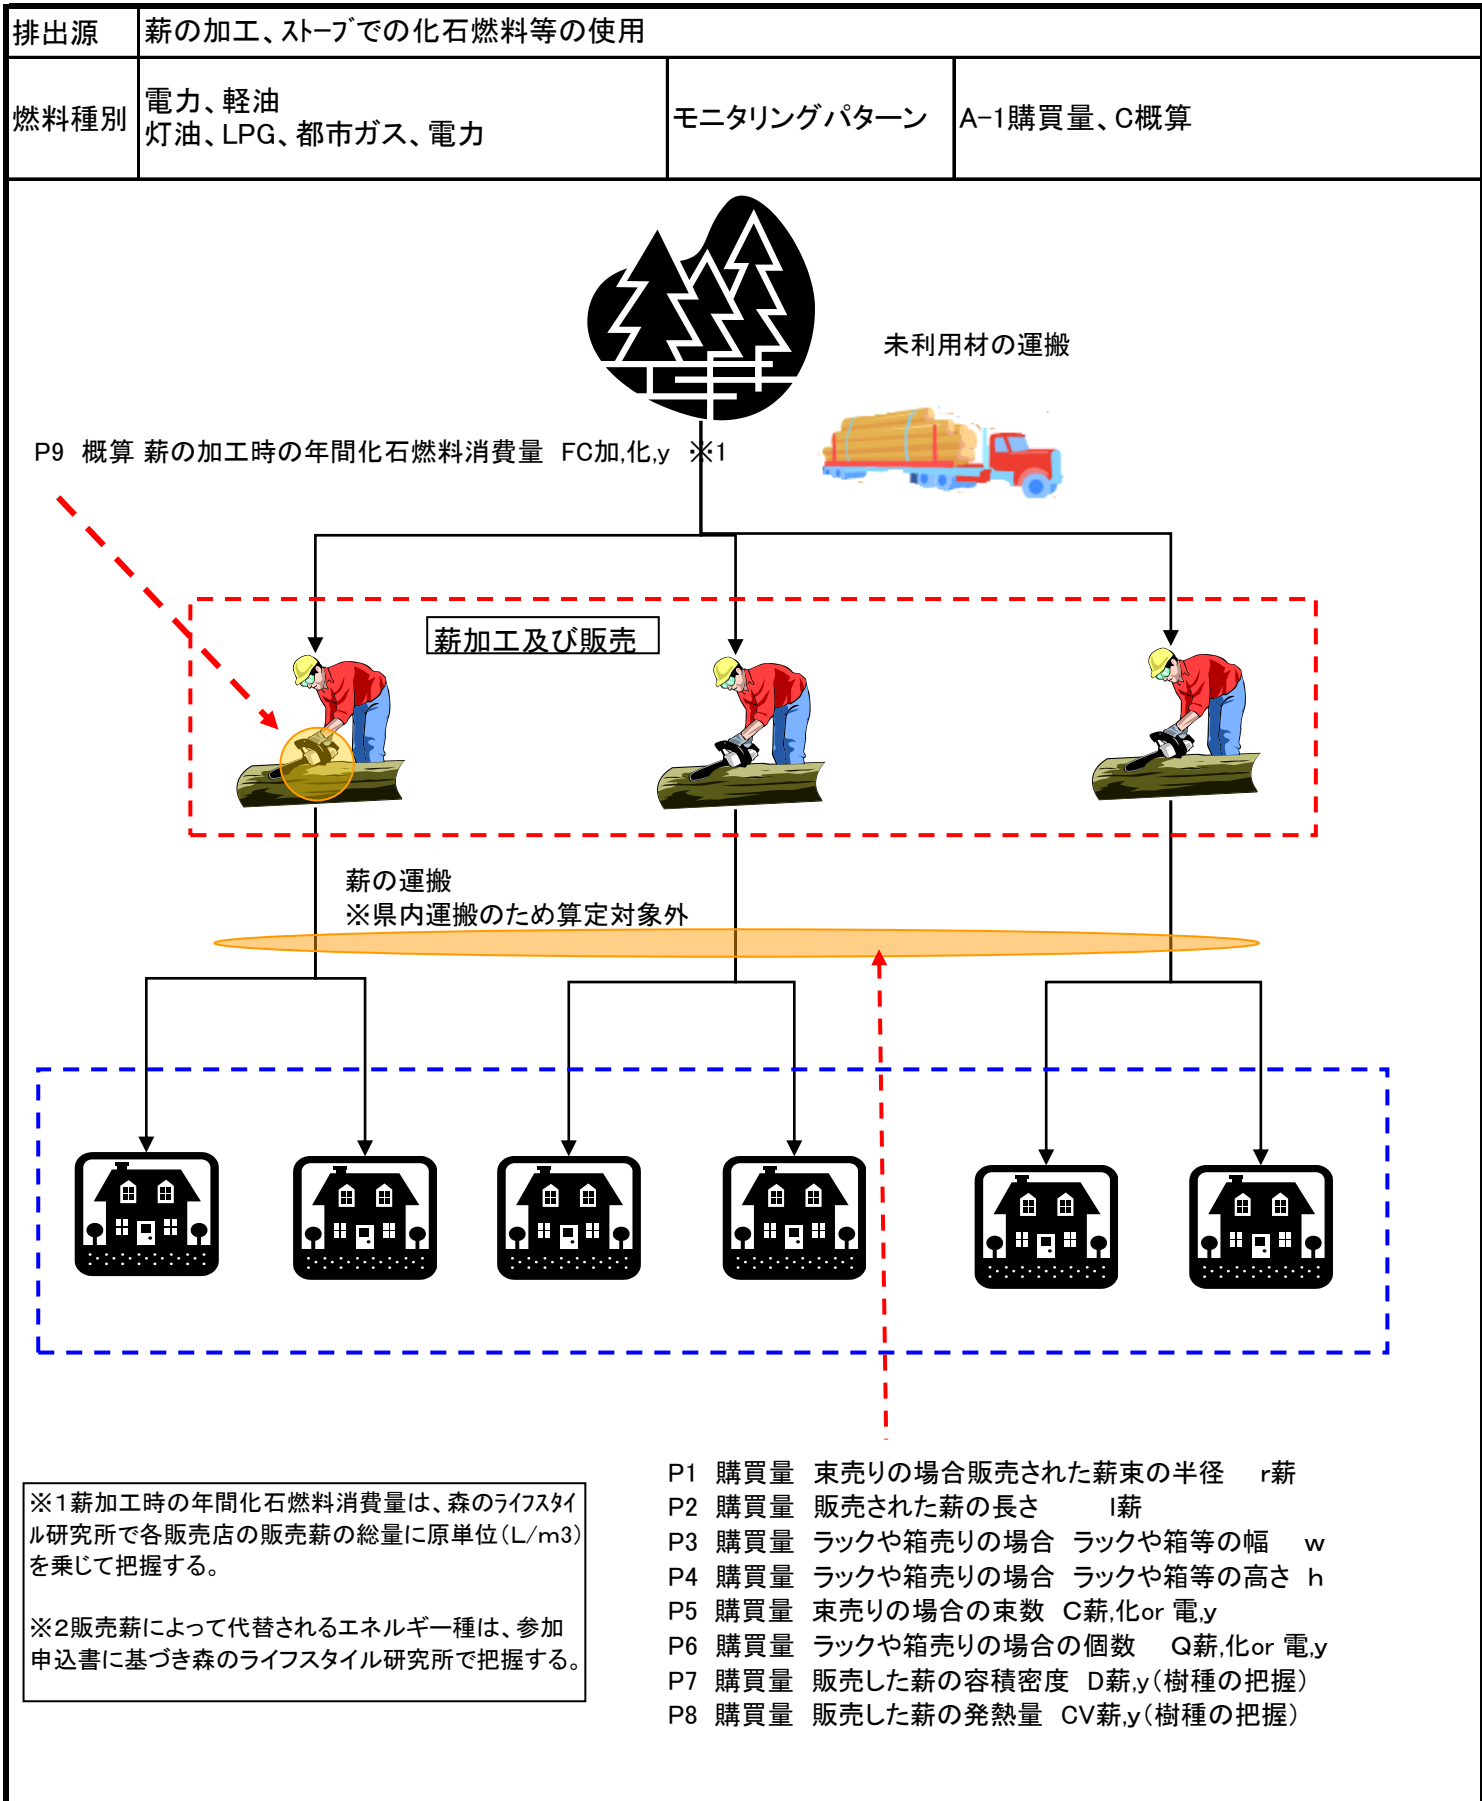 排出源
薪の加工、ストーブでの化石燃料等の使用
燃料種別
電力、軽油
灯油、LPG、都市ガス、電力
モニタリングパターン
A-1購買量、C概算
未利用材の運搬
P9 概算 薪の加工時の年間化石燃料消費量 FC加,化,y ※1
薪加工及び販売
薪の運搬
※県内運搬のため算定対象外
P1 購買量 束売りの場合販売された薪束の半径 r薪
P2 購買量 販売された薪の長さ l薪
P3 購買量 ラックや箱売りの場合 ラックや箱等の幅 w
P4 購買量 ラックや箱売りの場合 ラックや箱等の高さ h
P5 購買量 束売りの場合の束数 C薪,化or 電,y
P6 購買量 ラックや箱売りの場合の個数 Q薪,化or 電,y
P7 購買量 販売した薪の容積密度 D薪,y(樹種の把握)
P8 購買量 販売した薪の発熱量 CV薪,y(樹種の把握)
※1薪加工時の年間化石燃料消費量は、森のライフスタイ
ル研究所で各販売店の販売薪の総量に原単位(L/m3)
を乗じて把握する。
※2販売薪によって代替されるエネルギー種は、参加
申込書に基づき森のライフスタイル研究所で把握する。